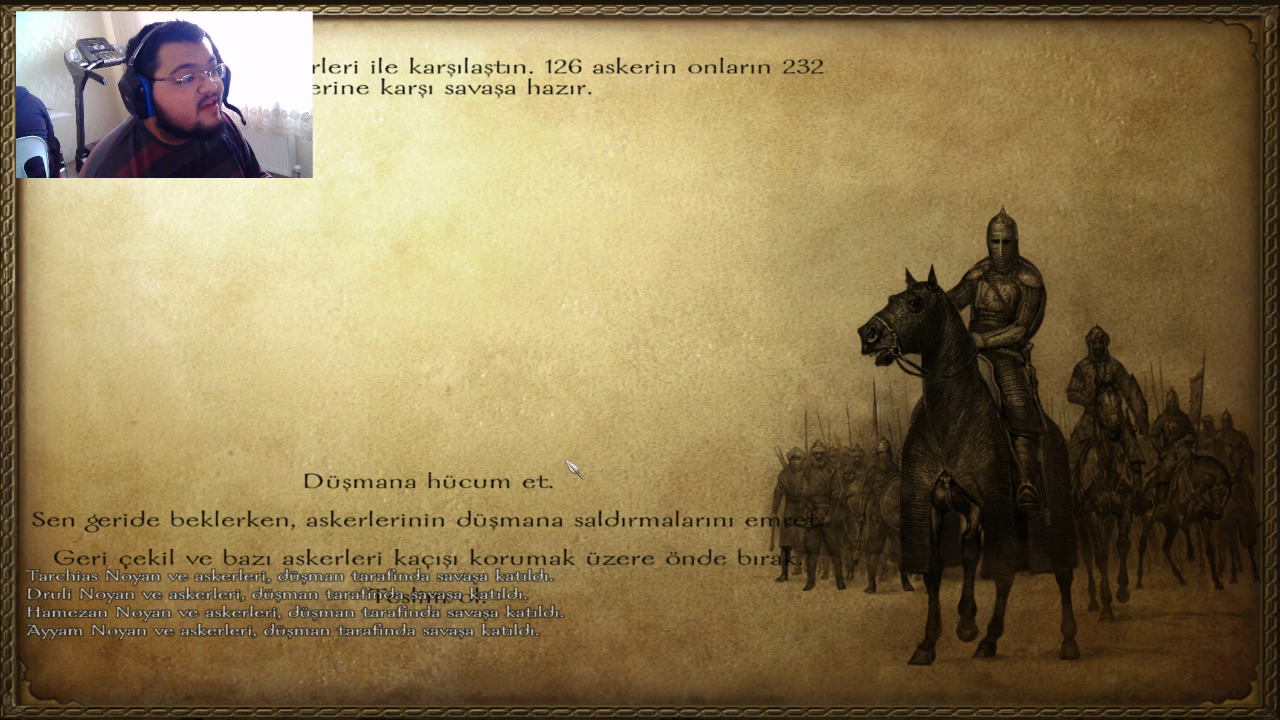 ile karşılaştın. 126 askerin onların 232
karşı savaşa hazır.
Düşmana hücum et.
Sen geride beklerken, askerlerinin düşmana saldırmalarını emret.
Geri çekil ve bazı askerleri kaçışı korumak üzere önde bırak.
Tarchias Noyan ve askerleri, düşman tarafında savaşa katıldı.
Druli Noyan ve askerleri, düşman tarafında savaşa katıldı.
Hamezan Noyan ve askerleri, düşman tarafında savaşa katıldı.
Ayyam Noyan ve askerleri, düşman tarafında savaşa katıldı.